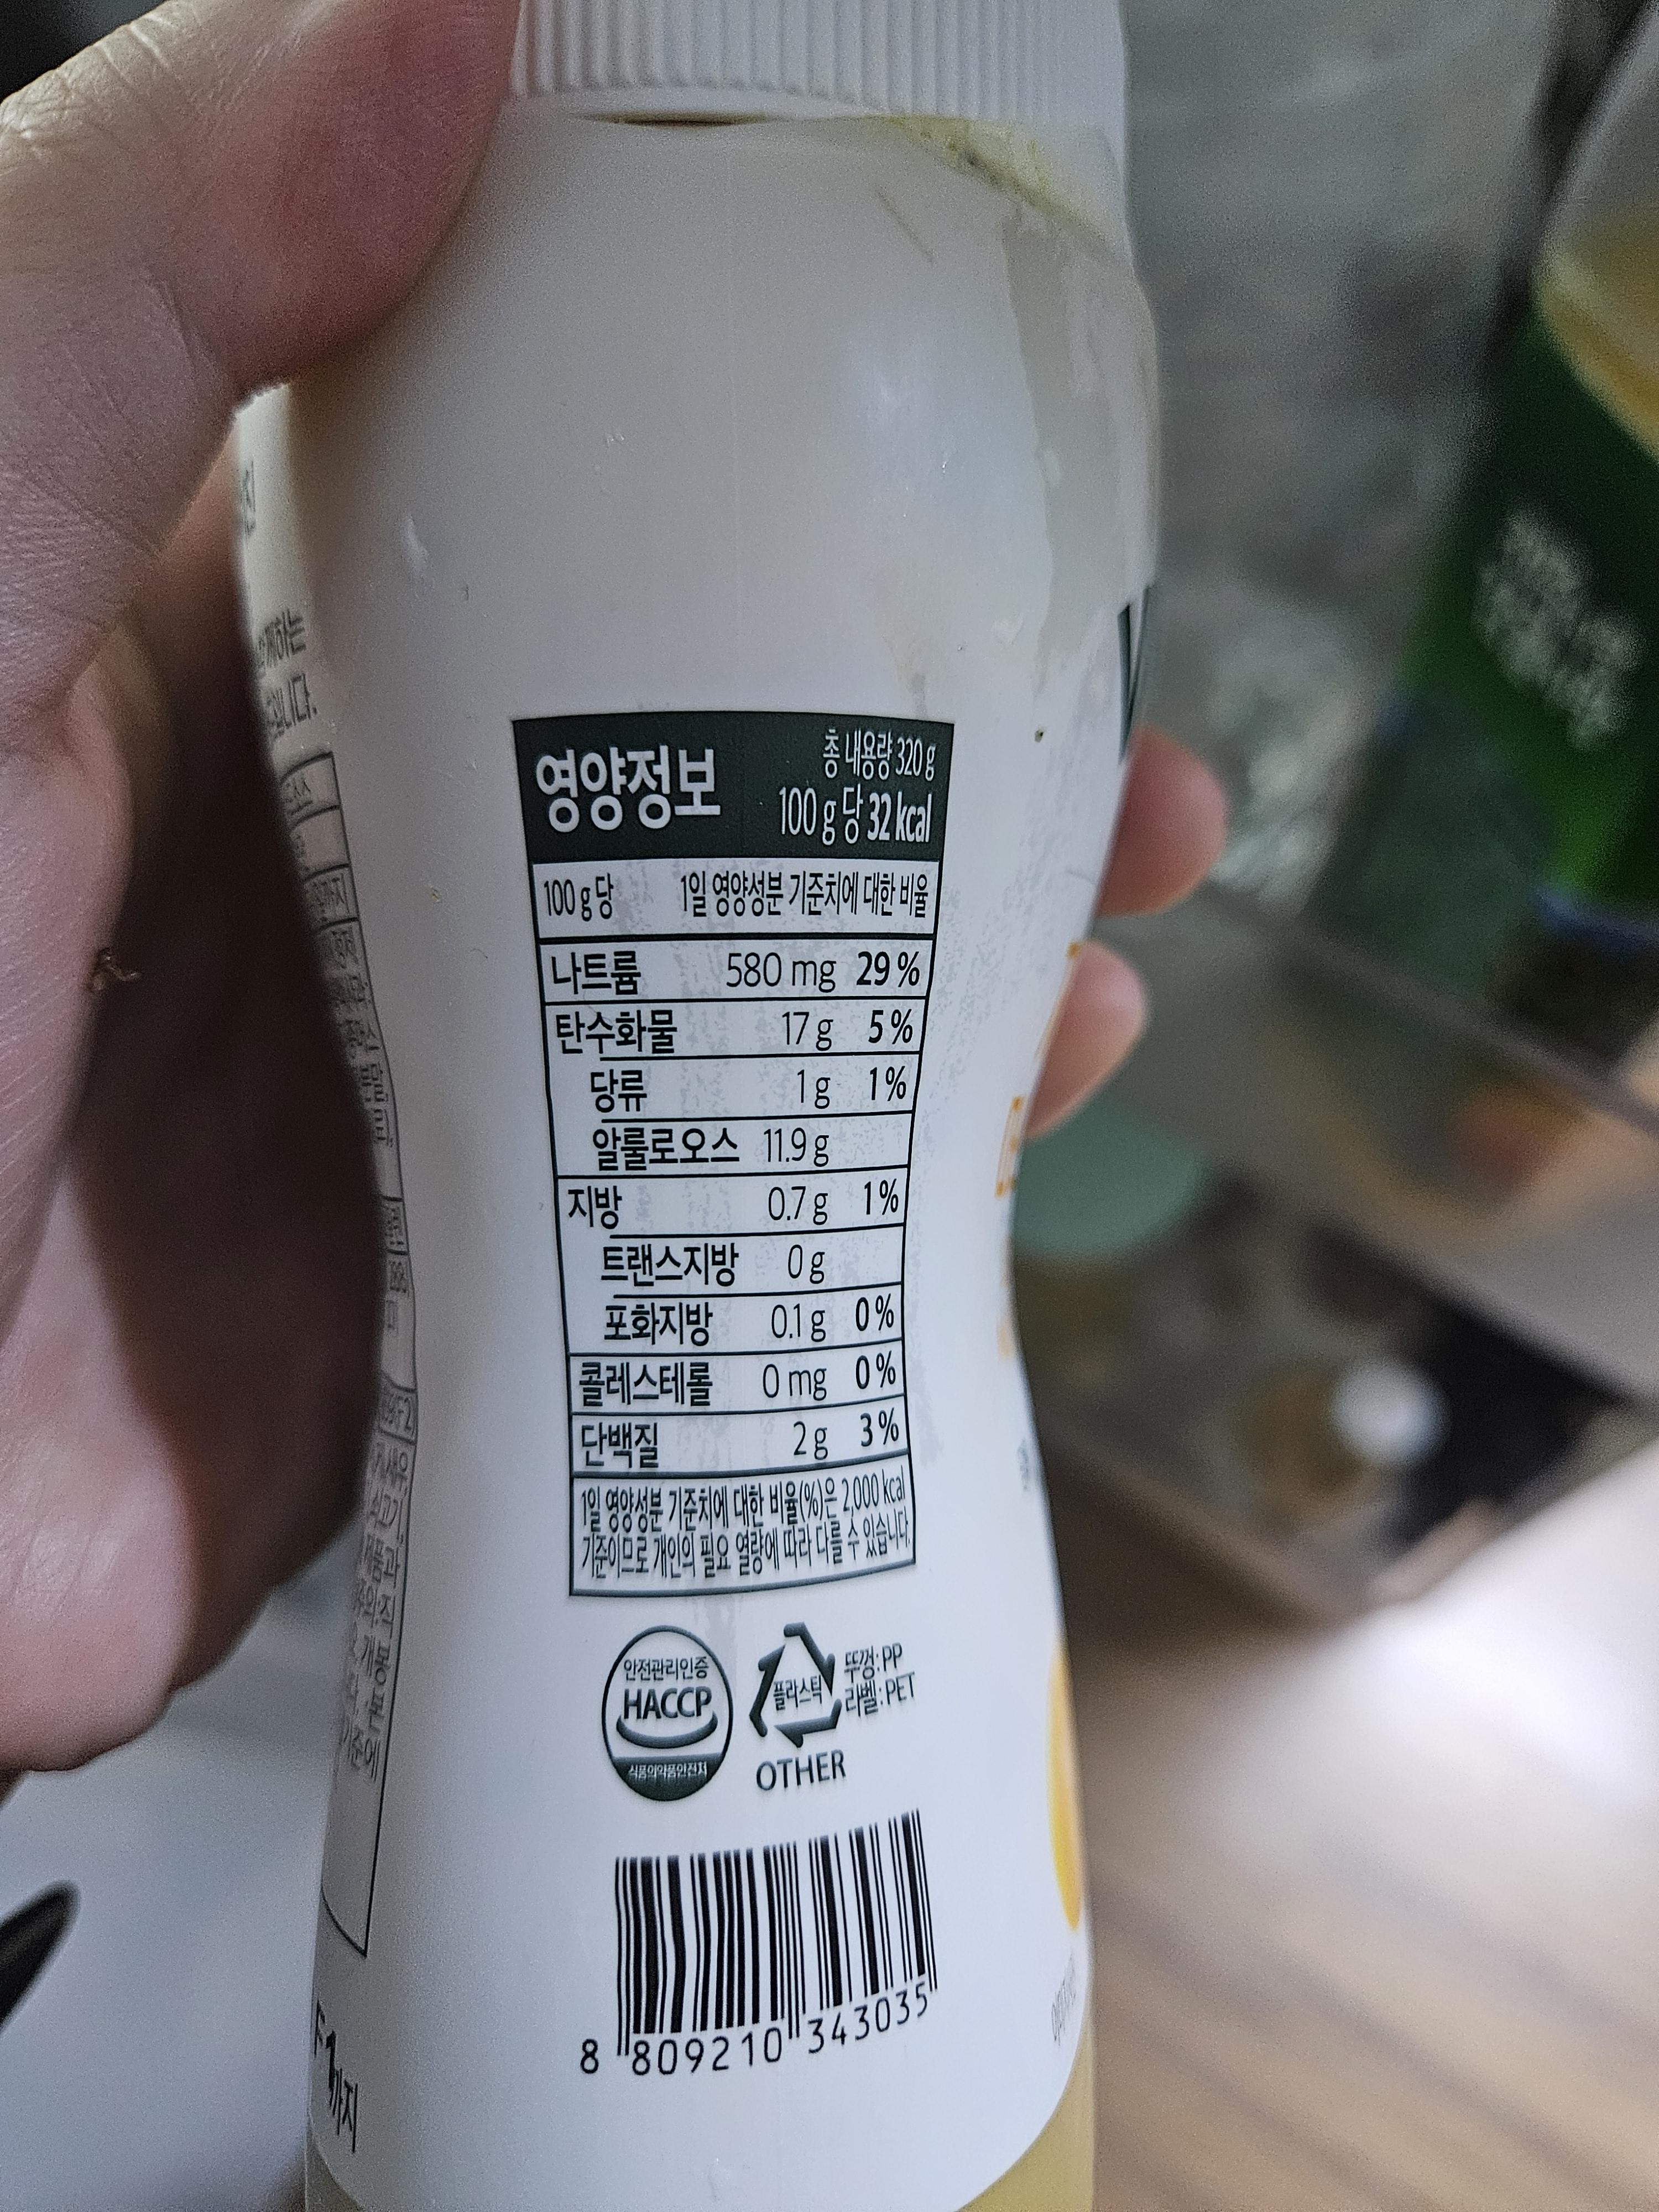 영양정보
총 내용량 320 g
100 g 당 32 kcal
100 g 당 1일 영양성분 기준치에 대한 비율
나트륨 580 mg 29 %
탄수화물 17 g 5 %
당류 1 g 1 %
알룰로오스 11.9 g
지방 0.7 g 1 %
트랜스지방 0 g
포화지방 0.1 g 0 %
콜레스테롤 0 mg 0 %
단백질 2 g 3 %
1일 영양성분 기준치에 대한 비율(%)은 2,000 kcal
기준이므로 개인의 필요 열량에 따라 다를 수 있습니다.
안전관리인증
HACCP
식품의약품안전처
플라스틱
OTHER
뚜껑:PP
라벨:PET
8 809210 343035